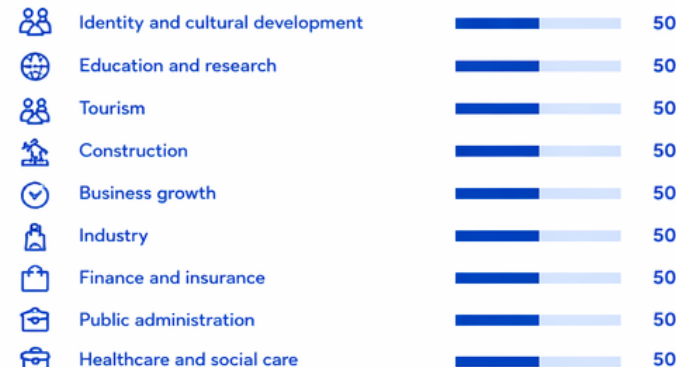 Identity and cultural development 50
Education and research 50
Tourism 50
Construction 50
Business growth 50
Industry 50
Finance and insurance 50
Public administration 50
Healthcare and social care 50